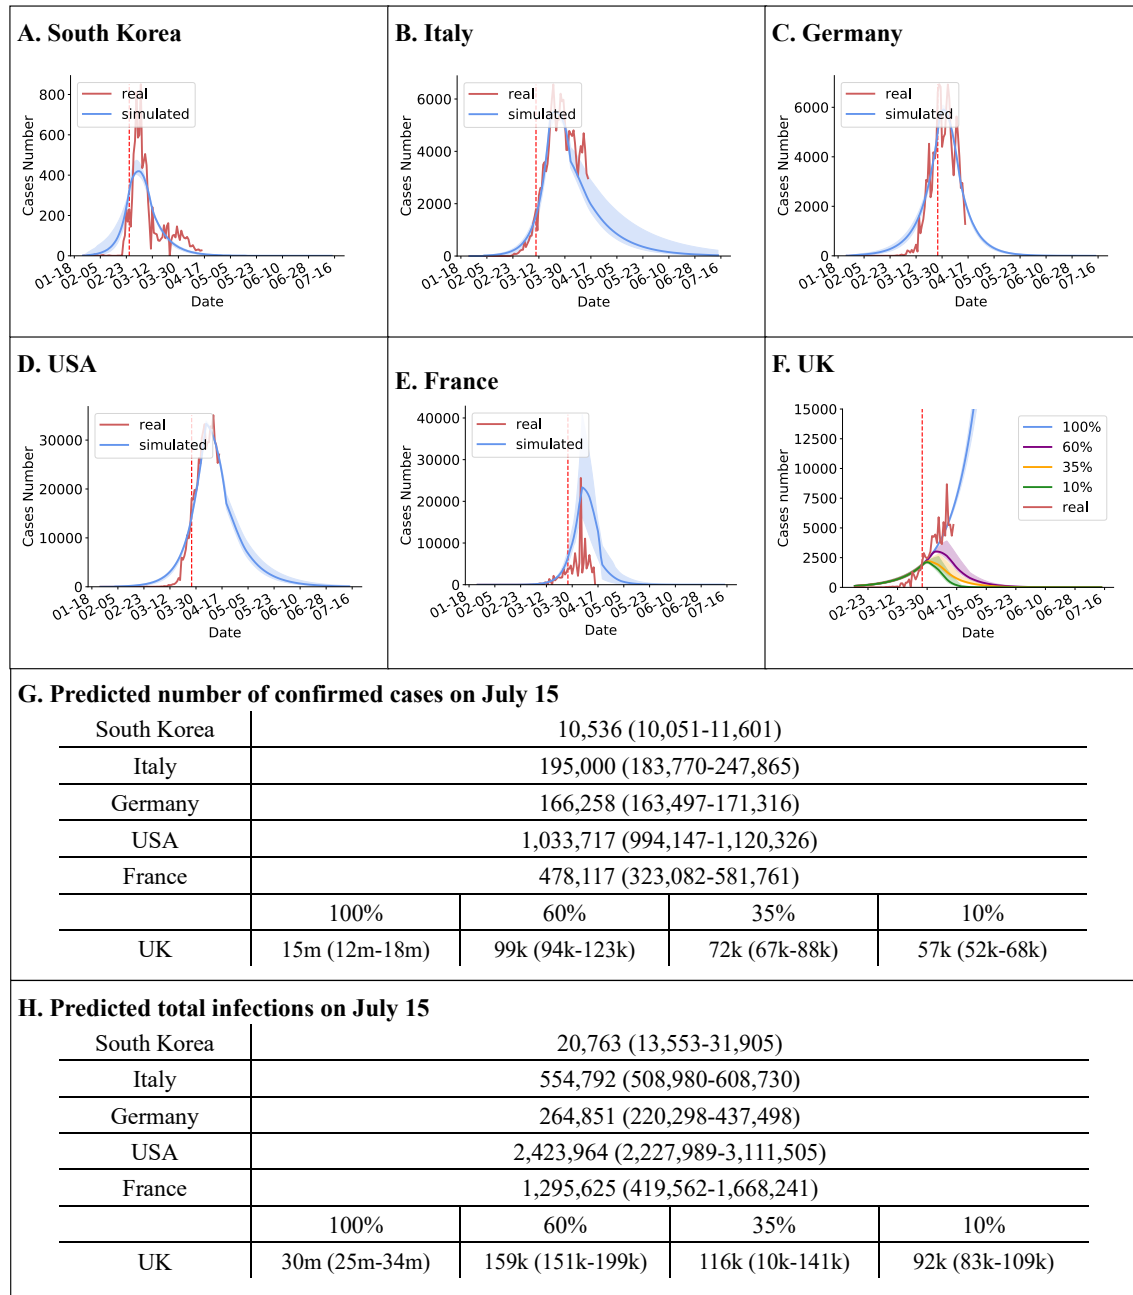 A. South Korea
real
simulated
800
600
400
200
0
Cases Number
01-18
02-05
02-23
03-12
03-30
04-17
05-05
05-23
06-10
06-28
07-16
Date
B. Italy
real
simulated
6000
4000
2000
0
Cases Number
01-18
02-05
02-23
03-12
03-30
04-17
05-05
05-23
06-10
06-28
07-16
Date
C. Germany
real
simulated
6000
4000
2000
0
Cases Number
01-18
02-05
02-23
03-12
03-30
04-17
05-05
05-23
06-10
06-28
07-16
Date
D. USA
real
simulated
30000
20000
10000
0
Cases Number
01-18
02-05
02-23
03-12
03-30
04-17
05-05
05-23
06-10
06-28
07-16
Date
E. France
real
simulated
40000
30000
20000
10000
0
Cases Number
01-18
02-05
02-23
03-12
03-30
04-17
05-05
05-23
06-10
06-28
07-16
Date
F. UK
100%
60%
35%
10%
real
15000
12500
10000
7500
5000
2500
0
Cases number
02-23
03-12
03-30
04-17
05-05
05-23
06-10
06-28
07-16
Date
G. Predicted number of confirmed cases on July 15
South Korea 10,536 (10,051-11,601)
Italy 195,000 (183,770-247,865)
Germany 166,258 (163,497-171,316)
USA 1,033,717 (994,147-1,120,326)
France 478,117 (323,082-581,761)
100% 60% 35% 10%
UK 15m (12m-18m) 99k (94k-123k) 72k (67k-88k) 57k (52k-68k)
H. Predicted total infections on July 15
South Korea 20,763 (13,553-31,905)
Italy 554,792 (508,980-608,730)
Germany 264,851 (220,298-437,498)
USA 2,423,964 (2,227,989-3,111,505)
France 1,295,625 (419,562-1,668,241)
100% 60% 35% 10%
UK 30m (25m-34m) 159k (151k-199k) 116k (10k-141k) 92k (83k-109k)